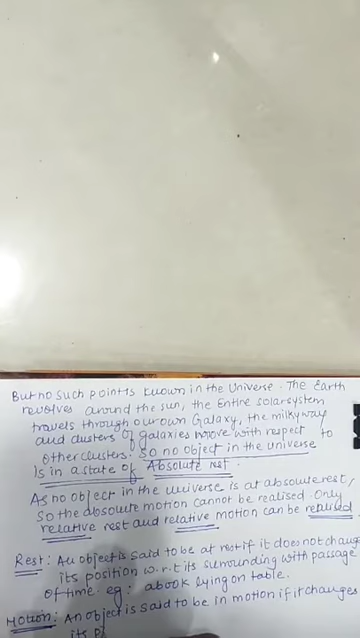 But no such point is known in the Universe. The Earth
revolves around the sun, the Entire solar system
travels through our own Galaxy, the milky way
and clusters of galaxies move with respect to
other clusters. So no object in the universe
Is in a state of Absolute rest.
As no object in the universe is at absolute rest,
So the absolute motion cannot be realised. Only
relative rest and relative motion can be realised.
Rest: An object is said to be at rest if it does not change
its position w.r.t its surrounding with passage
of time. eg: a book lying on table.
Motion: An object is said to be in motion if it changes
its